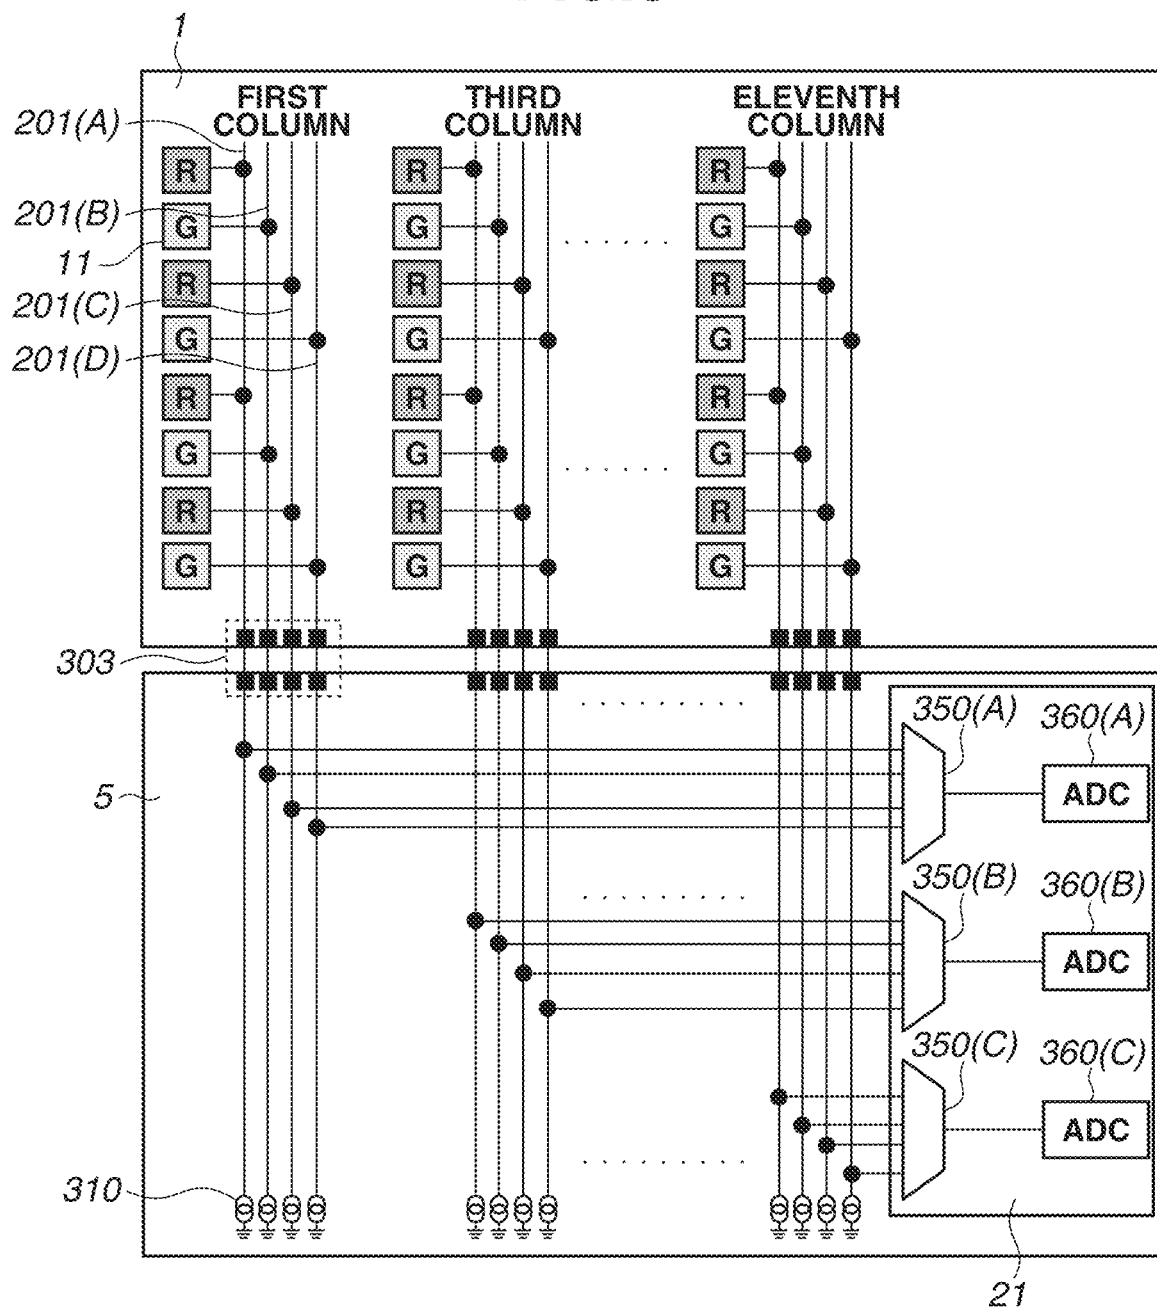 1
FIRST COLUMN
THIRD COLUMN
ELEVENTH COLUMN
201(A)
R R R
201(B)
G G G
11
R R R
201(C)
G G G
201(D)
R R R
G G G
R R R
G G G
303
350(A) 360(A)
5
ADC
350(B) 360(B)
ADC
350(C) 360(C)
ADC
310
21